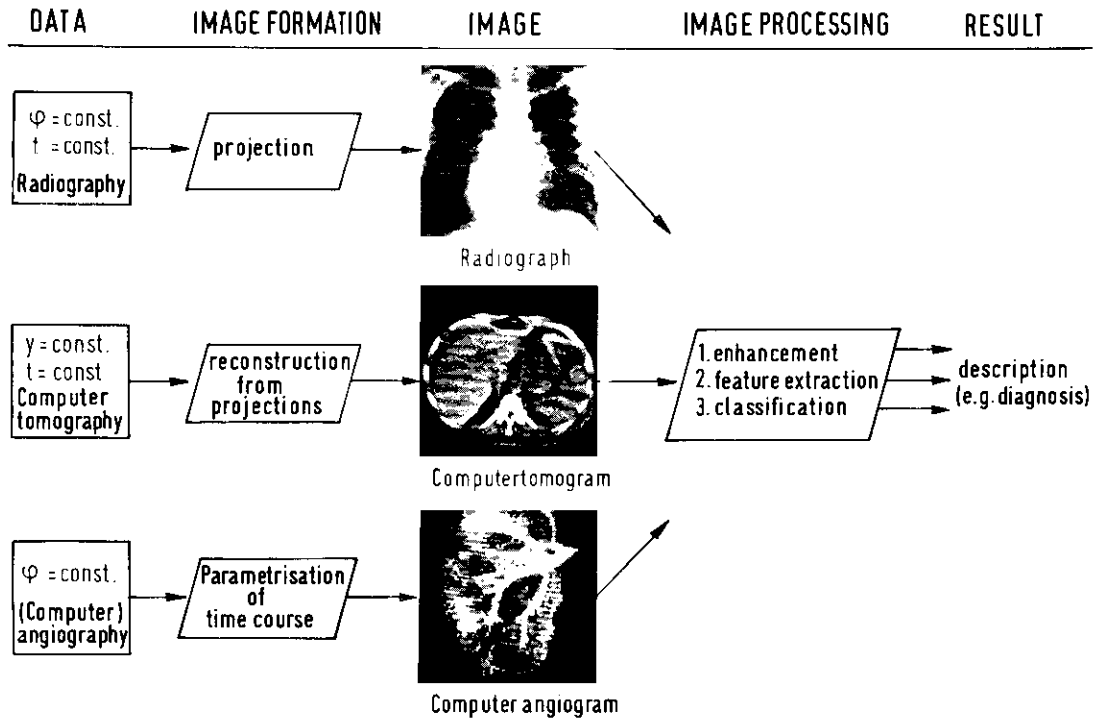 DATA IMAGE FORMATION IMAGE IMAGE PROCESSING RESULT
φ = const.
t = const.
Radiography
projection
Radiograph
y = const.
t = const
Computer
tomography
reconstruction
from
projections
Computertomogram
1. enhancement
2. feature extraction
3. classification
description
(e.g. diagnosis)
φ = const.
(Computer)
angiography
Parametrisation
of
time course
Computer angiogram